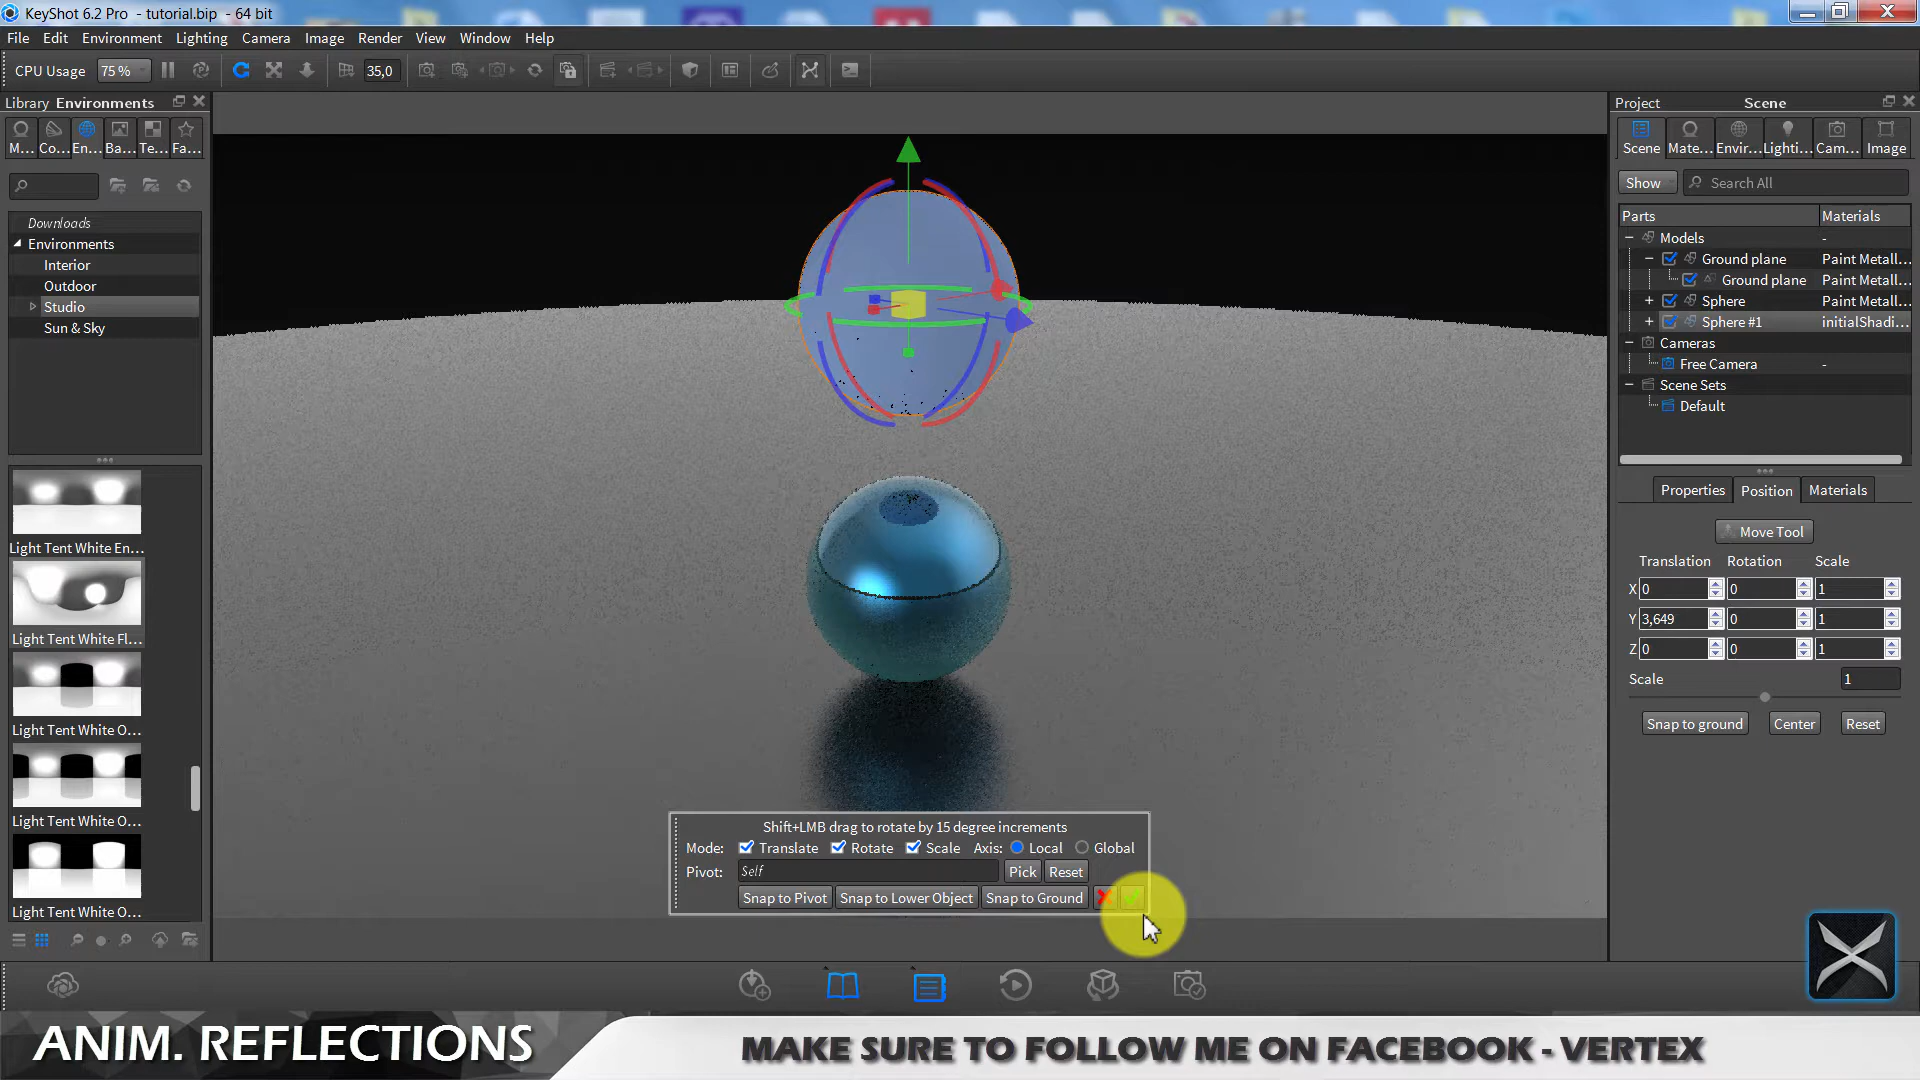 KeyShot 6.2 Pro - tutorial.bip - 64 bit
File Edit Environment Lighting Camera Image Render View Window Help
CPU Usage 75 % 35,0
Library Environments
M... Co... En... Ba... Te... Fa...
Downloads
Environments
Interior
Outdoor
Studio
Sun & Sky
Light Tent White En...
Light Tent White Fl...
Light Tent White O...
Light Tent White O...
Light Tent White O...
Shift+LMB drag to rotate by 15 degree increments
Mode: Translate Rotate Scale Axis: Local Global
Pivot: Self Pick Reset
Snap to Pivot Snap to Lower Object Snap to Ground
Project Scene
Scene Mate... Envir... Lighti... Cam... Image
Show Search All
Parts Materials
Models -
Ground plane Paint Metall...
Ground plane Paint Metall...
Sphere Paint Metall...
Sphere #1 initialShadi...
Cameras
Free Camera -
Scene Sets
Default
Properties Position Materials
Move Tool
Translation Rotation Scale
X 0 0 1
Y 3,649 0 1
Z 0 0 1
Scale 1
Snap to ground Center Reset
ANIM. REFLECTIONS
MAKE SURE TO FOLLOW ME ON FACEBOOK - VERTEX